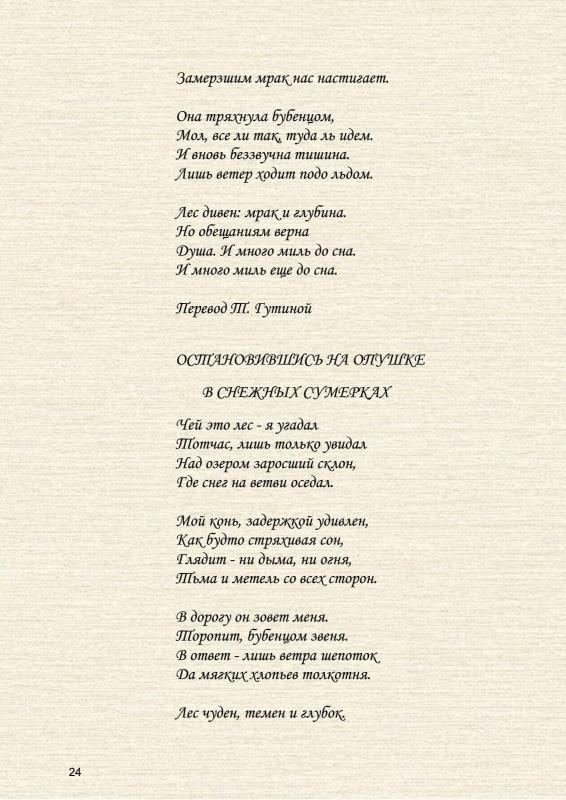 Замерзшим мрак нас настигает.
Она тряхнула бубенцом,
Мол, все ли так, туда ль идем.
И вновь беззвучна тишина.
Лишь ветер ходит подо льдом.
Лес дивен: мрак и глубина.
Но обещаниям верна
Душа. И много миль до сна.
И много миль еще до сна.
Перевод Т. Гутиной
ОСТАНОВИВШИСЬ НА ОПУШКЕ
В СНЕЖНЫХ СУМЕРКАХ
Чей это лес - я угадал
Тотчас, лишь только увидал
Над озером заросший склон,
Где снег на ветви оседал.
Мой конь, задержкой удивлен,
Как будто стряхивая сон,
Глядит - ни дыма, ни огня,
Тьма и метель со всех сторон.
В дорогу он зовет меня.
Торопит, бубенцом звеня.
В ответ - лишь ветра шепоток
Да мягких хлопьев толкотня.
Лес чуден, темен и глубок.
24